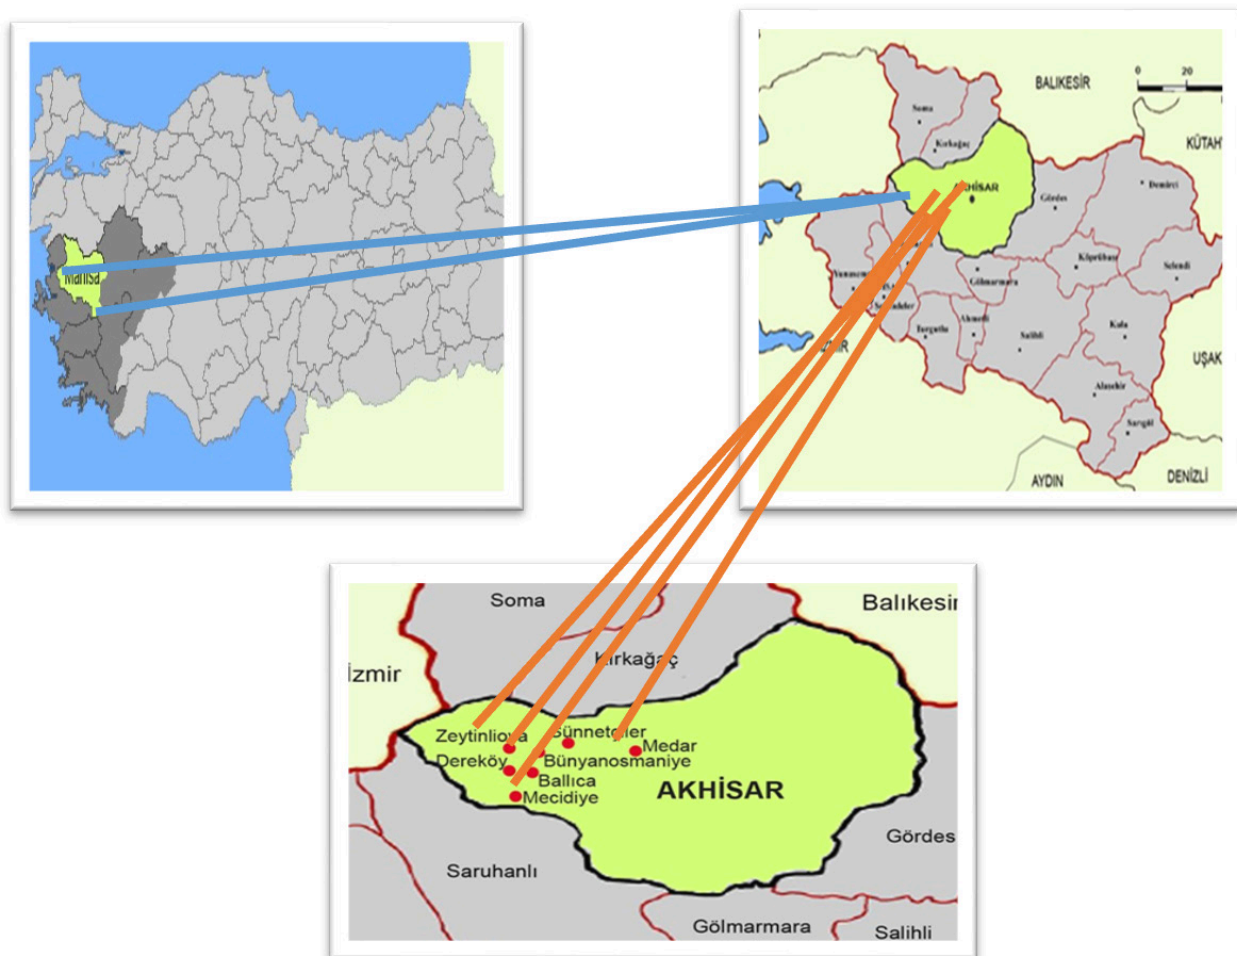 Manisa
BALIKESİR
0 20
Soma
Kırkağaç
KÜTAH
Demirci
AKHİSAR
Gördes
Köprübaşı
Selendi
Gölmarmara
Yunusem
Turgutlu
Ahmetli
Salihli
Kula
UŞAK
Alaşehir
Sarıgöl
AYDIN
DENİZLİ
Soma
Balıkesir
Kırkağaç
İzmir
Zeytinliova
Sünnetçiler
Medar
Dereköy
Bünyanosmaniye
Ballıca
Mecidiye
AKHİSAR
Gördes
Saruhanlı
Gölmarmara
Salihli